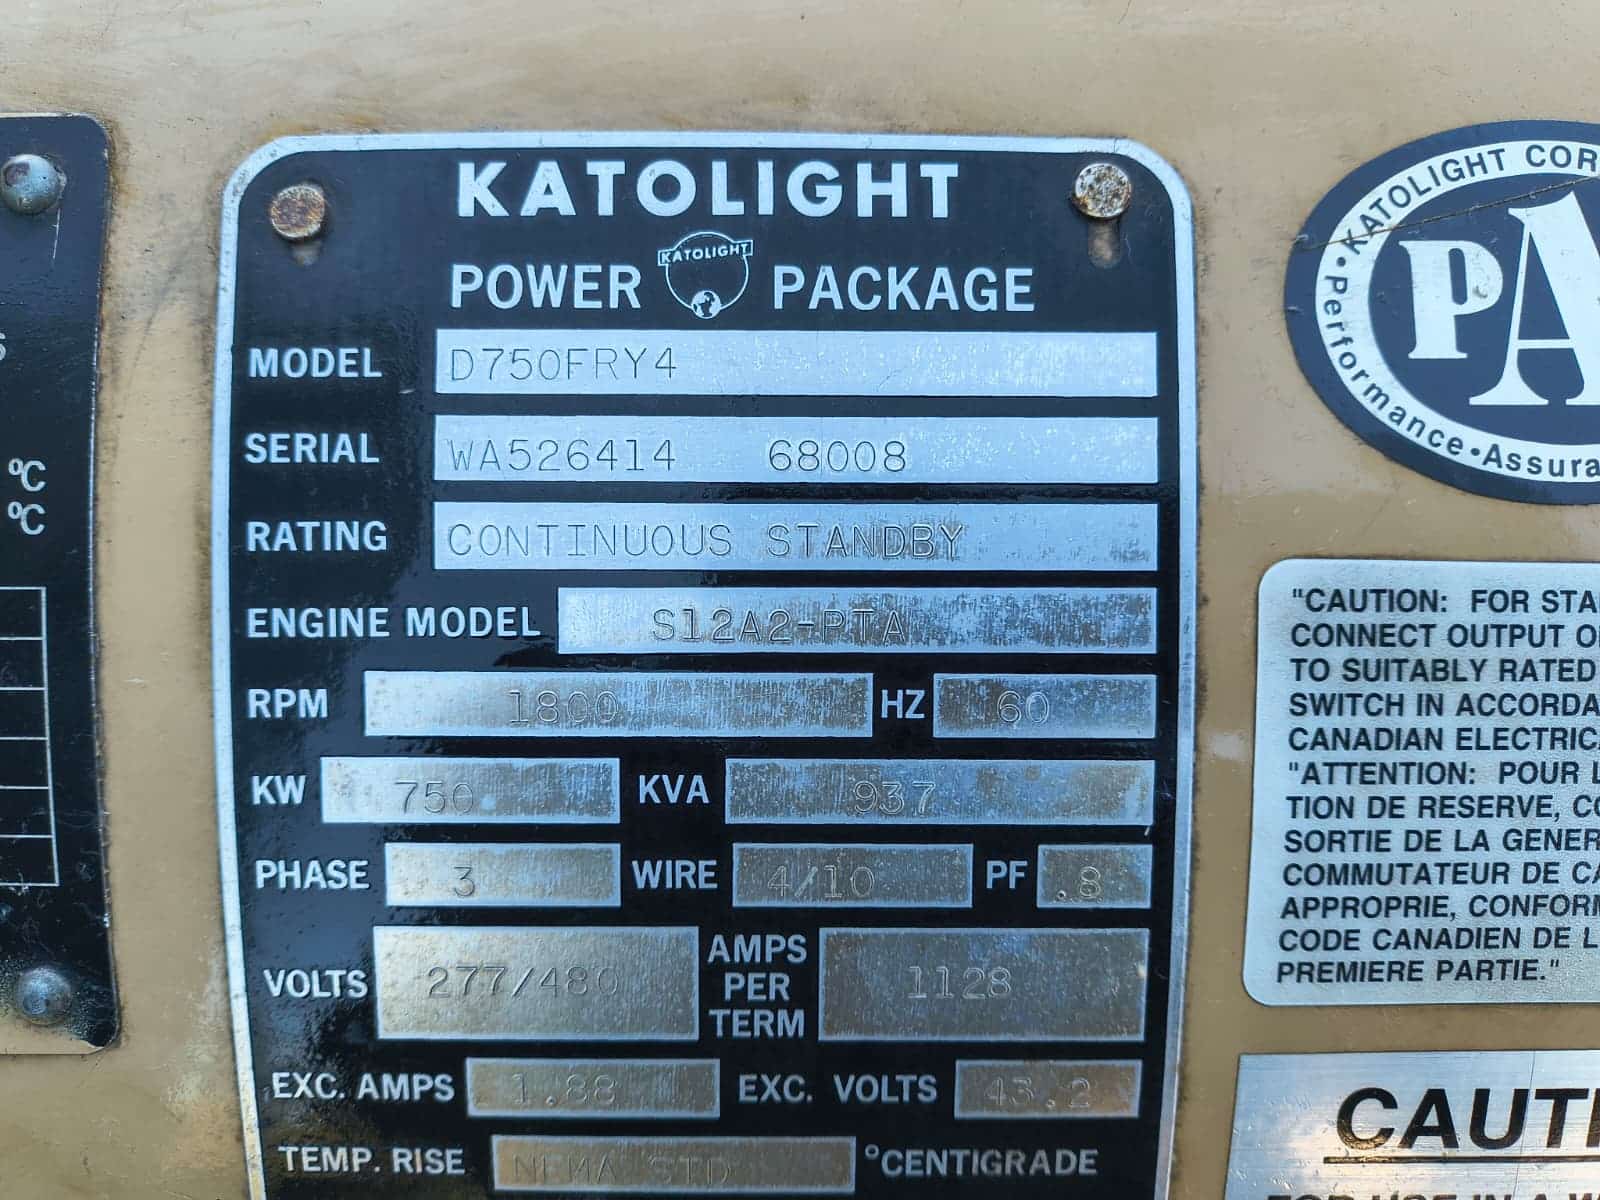 KATOLIGHT
KATOLIGHT
POWER PACKAGE
MODEL D750FRY4
SERIAL WA526414 68008
RATING CONTINUOUS STANDBY
ENGINE MODEL S12A2-PTA
RPM 1800 HZ 60
KW 750 KVA 937
PHASE 3 WIRE 4/10 PF .8
VOLTS 277/480 AMPS PER TERM 1128
EXC. AMPS 1.88 EXC. VOLTS 43.2
TEMP. RISE NEMA STD °CENTIGRADE
°C
°C
KATOLIGHT COR
PA
•Performance•Assura
"CAUTION: FOR STA
CONNECT OUTPUT O
TO SUITABLY RATED
SWITCH IN ACCORDA
CANADIAN ELECTRIC
"ATTENTION: POUR L
TION DE RESERVE, CO
SORTIE DE LA GENER
COMMUTATEUR DE CA
APPROPRIE, CONFORM
CODE CANADIEN DE L
PREMIERE PARTIE."
CAUTI